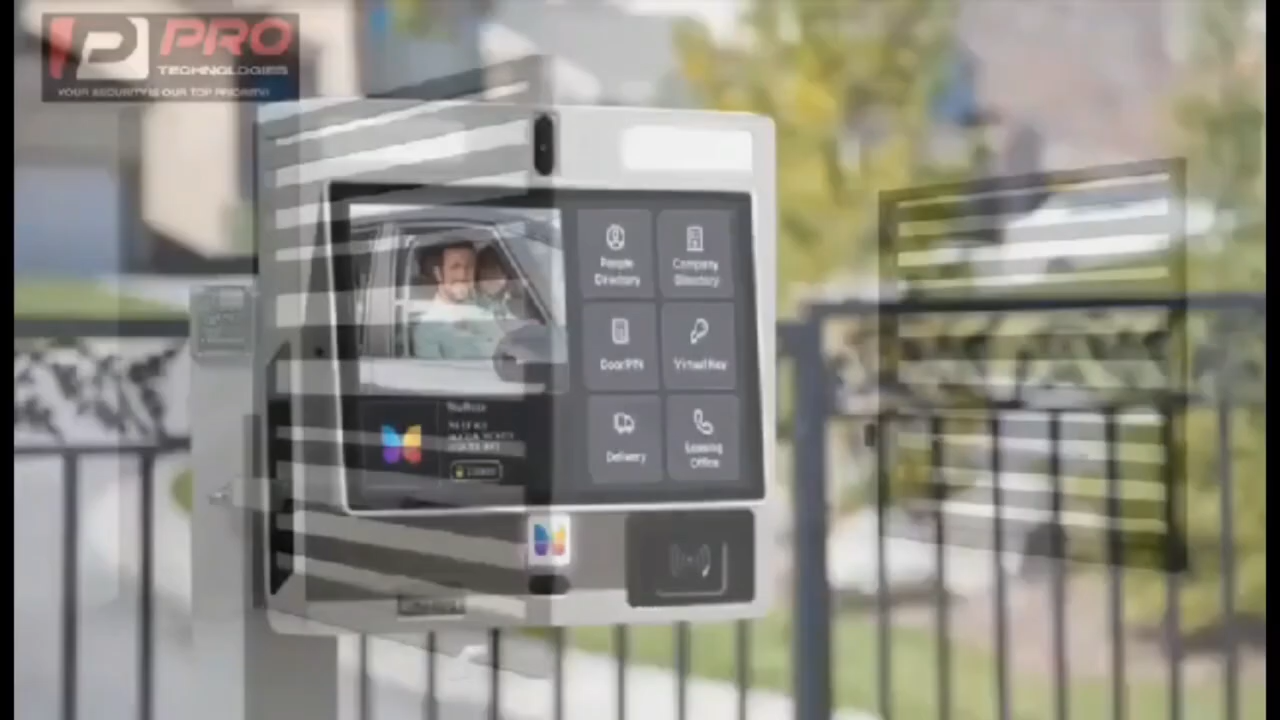 PRO
TECHNOLOGIES
YOUR SECURITY IS OUR TOP PRIORITY!
People
Directory
Company
Directory
Door PIN
Virtual Key
Delivery
Leasing
Office